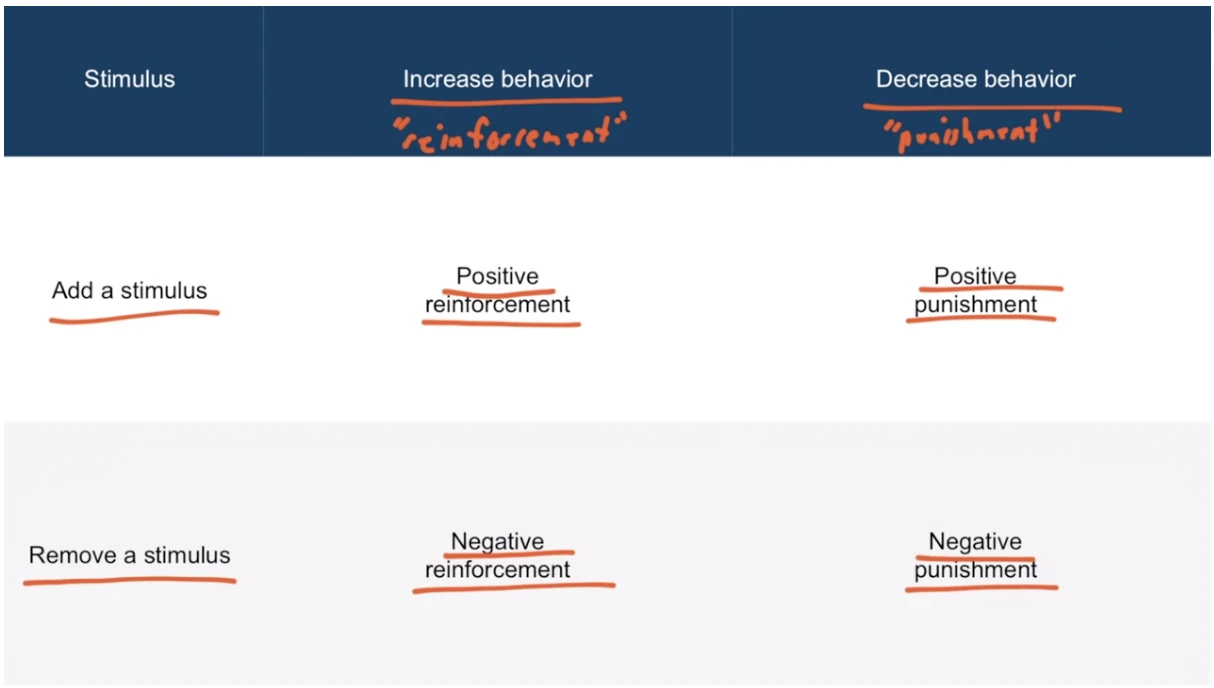 Stimulus
Increase behavior
Decrease behavior
"reinforcement"
"punishment"
Add a stimulus
Positive
reinforcement
Positive
punishment
Remove a stimulus
Negative
reinforcement
Negative
punishment